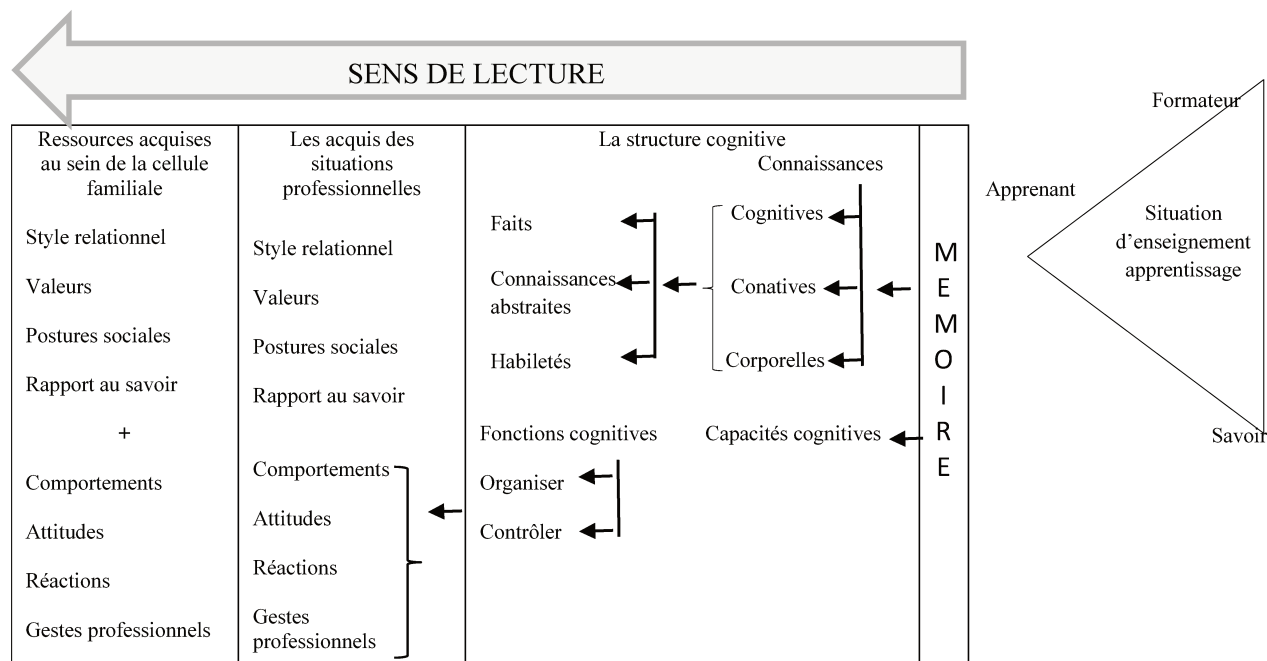 SENS DE LECTURE
Ressources acquises
au sein de la cellule
familiale
Style relationnel
Valeurs
Postures sociales
Rapport au savoir
+
Comportements
Attitudes
Réactions
Gestes professionnels
Les acquis des
situations
professionnelles
Style relationnel
Valeurs
Postures sociales
Rapport au savoir
Comportements
Attitudes
Réactions
Gestes
professionnels
La structure cognitive
Connaissances
Faits
Connaissances
abstraites
Habiletés
Cognitives
Conatives
Corporelles
Fonctions cognitives
Capacités cognitives
Organiser
Contrôler
MEMOIRE
Formateur
Apprenant
Situation
d’enseignement
apprentissage
Savoir